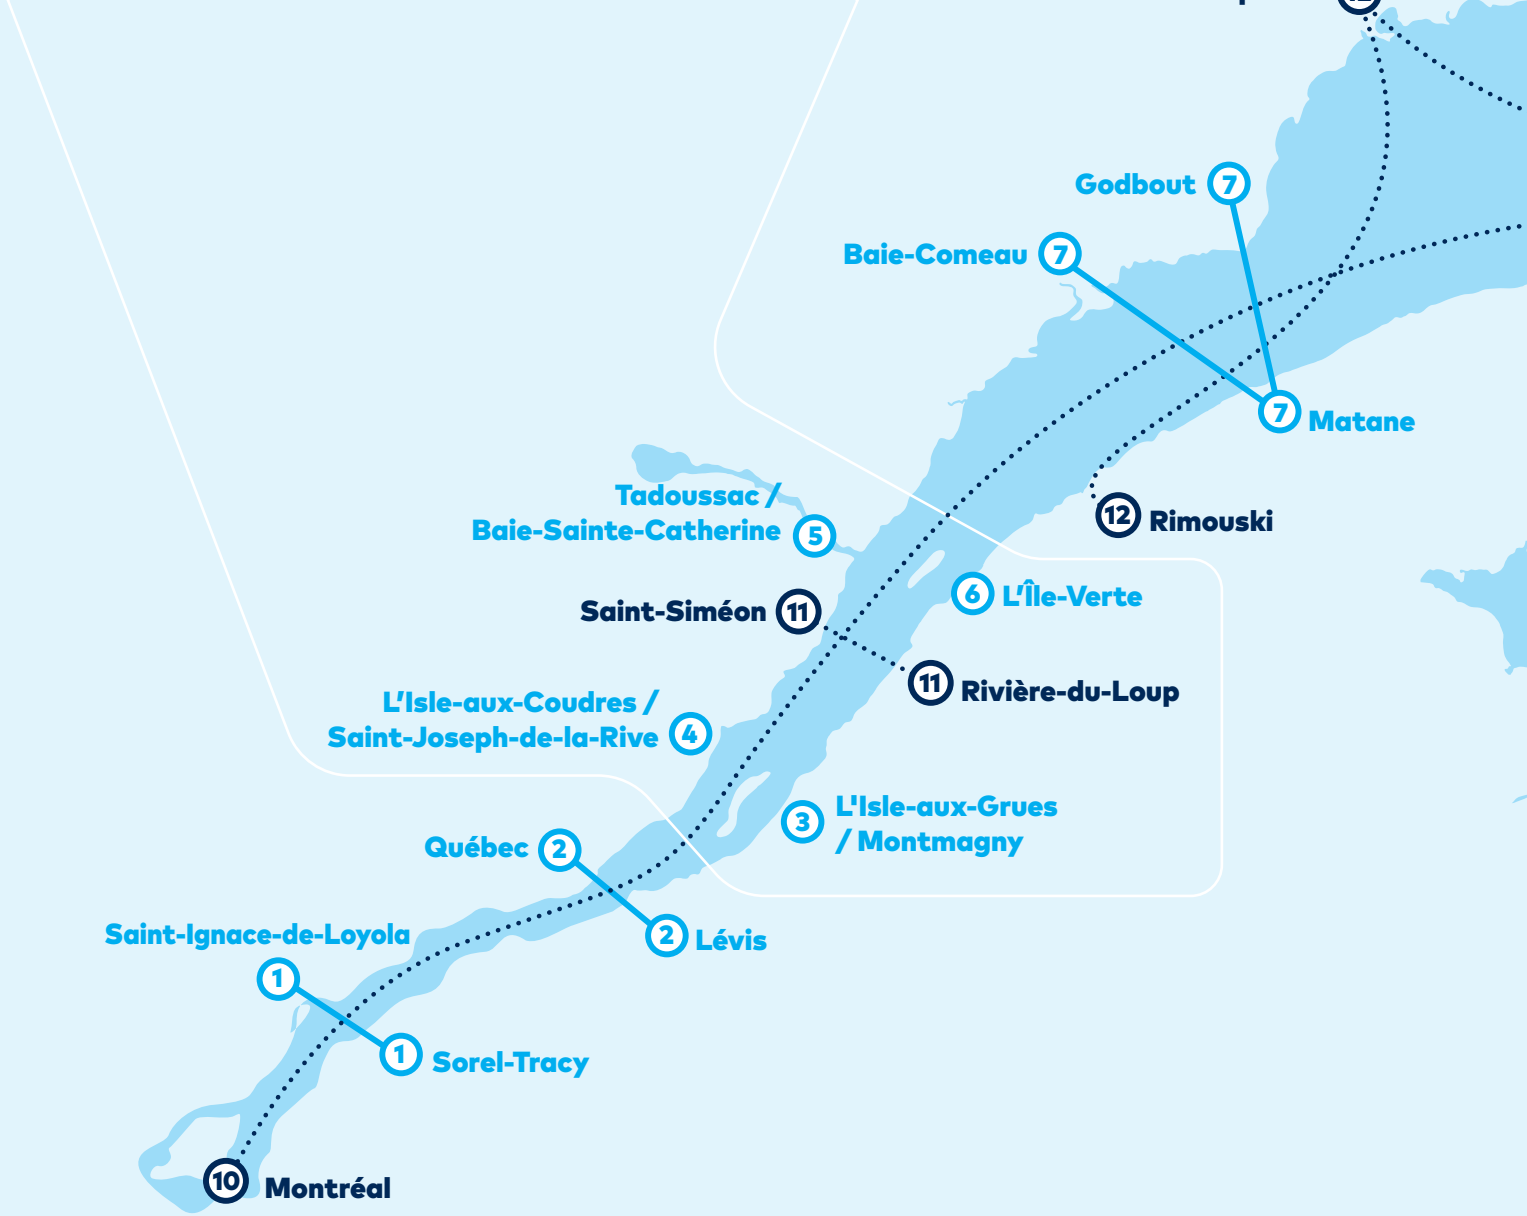 12
Godbout 7
Baie-Comeau 7
7 Matane
Tadoussac /
Baie-Sainte-Catherine 5
12 Rimouski
6 L'Île-Verte
Saint-Siméon 11
11 Rivière-du-Loup
L'Isle-aux-Coudres /
Saint-Joseph-de-la-Rive 4
3 L'Isle-aux-Grues
/ Montmagny
Québec 2
2 Lévis
Saint-Ignace-de-Loyola
1
1 Sorel-Tracy
10 Montréal